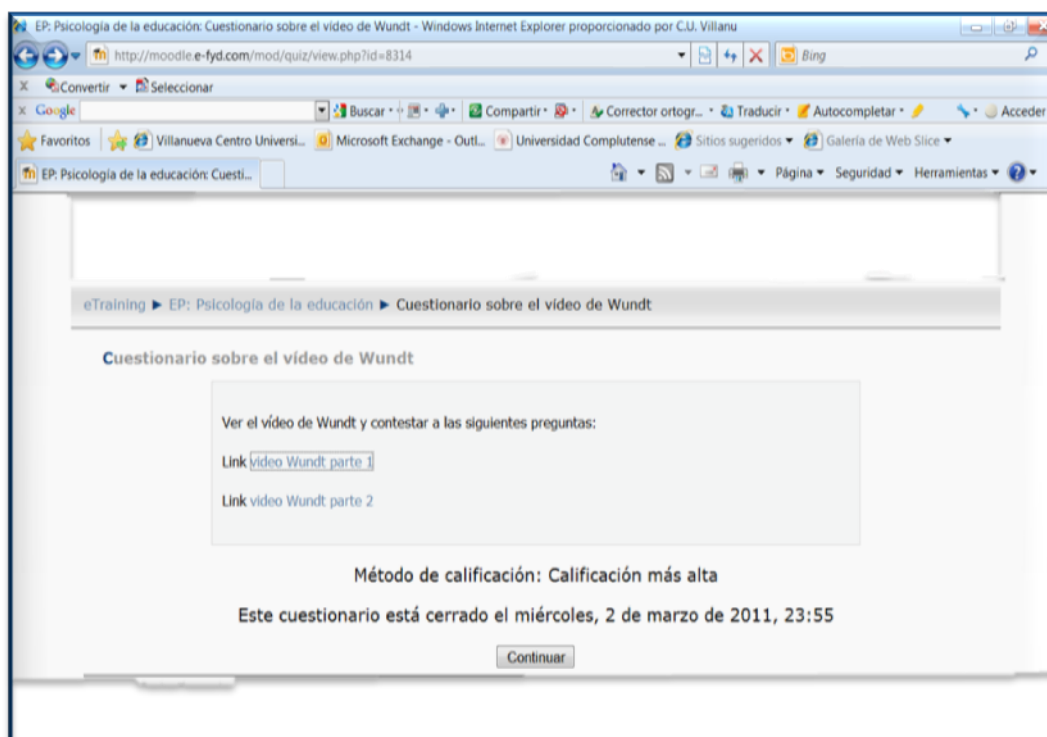 EP: Psicología de la educación: Cuestionario sobre el vídeo de Wundt - Windows Internet Explorer proporcionado por C.U. Villanu
http://moodle.e-fyd.com/mod/quiz/view.php?id=8314 Bing
x Convertir Seleccionar
x Google Buscar Compartir Corrector ortogr... Traducir Autocompletar Acceder
Favoritos Villanueva Centro Universi... Microsoft Exchange - Outl... Universidad Complutense ... Sitios sugeridos Galería de Web Slice
EP: Psicología de la educación: Cuesti... Página Seguridad Herramientas
eTraining ► EP: Psicología de la educación ► Cuestionario sobre el vídeo de Wundt
Cuestionario sobre el vídeo de Wundt
Ver el vídeo de Wundt y contestar a las siguientes preguntas:
Link video Wundt parte 1
Link video Wundt parte 2
Método de calificación: Calificación más alta
Este cuestionario está cerrado el miércoles, 2 de marzo de 2011, 23:55
Continuar